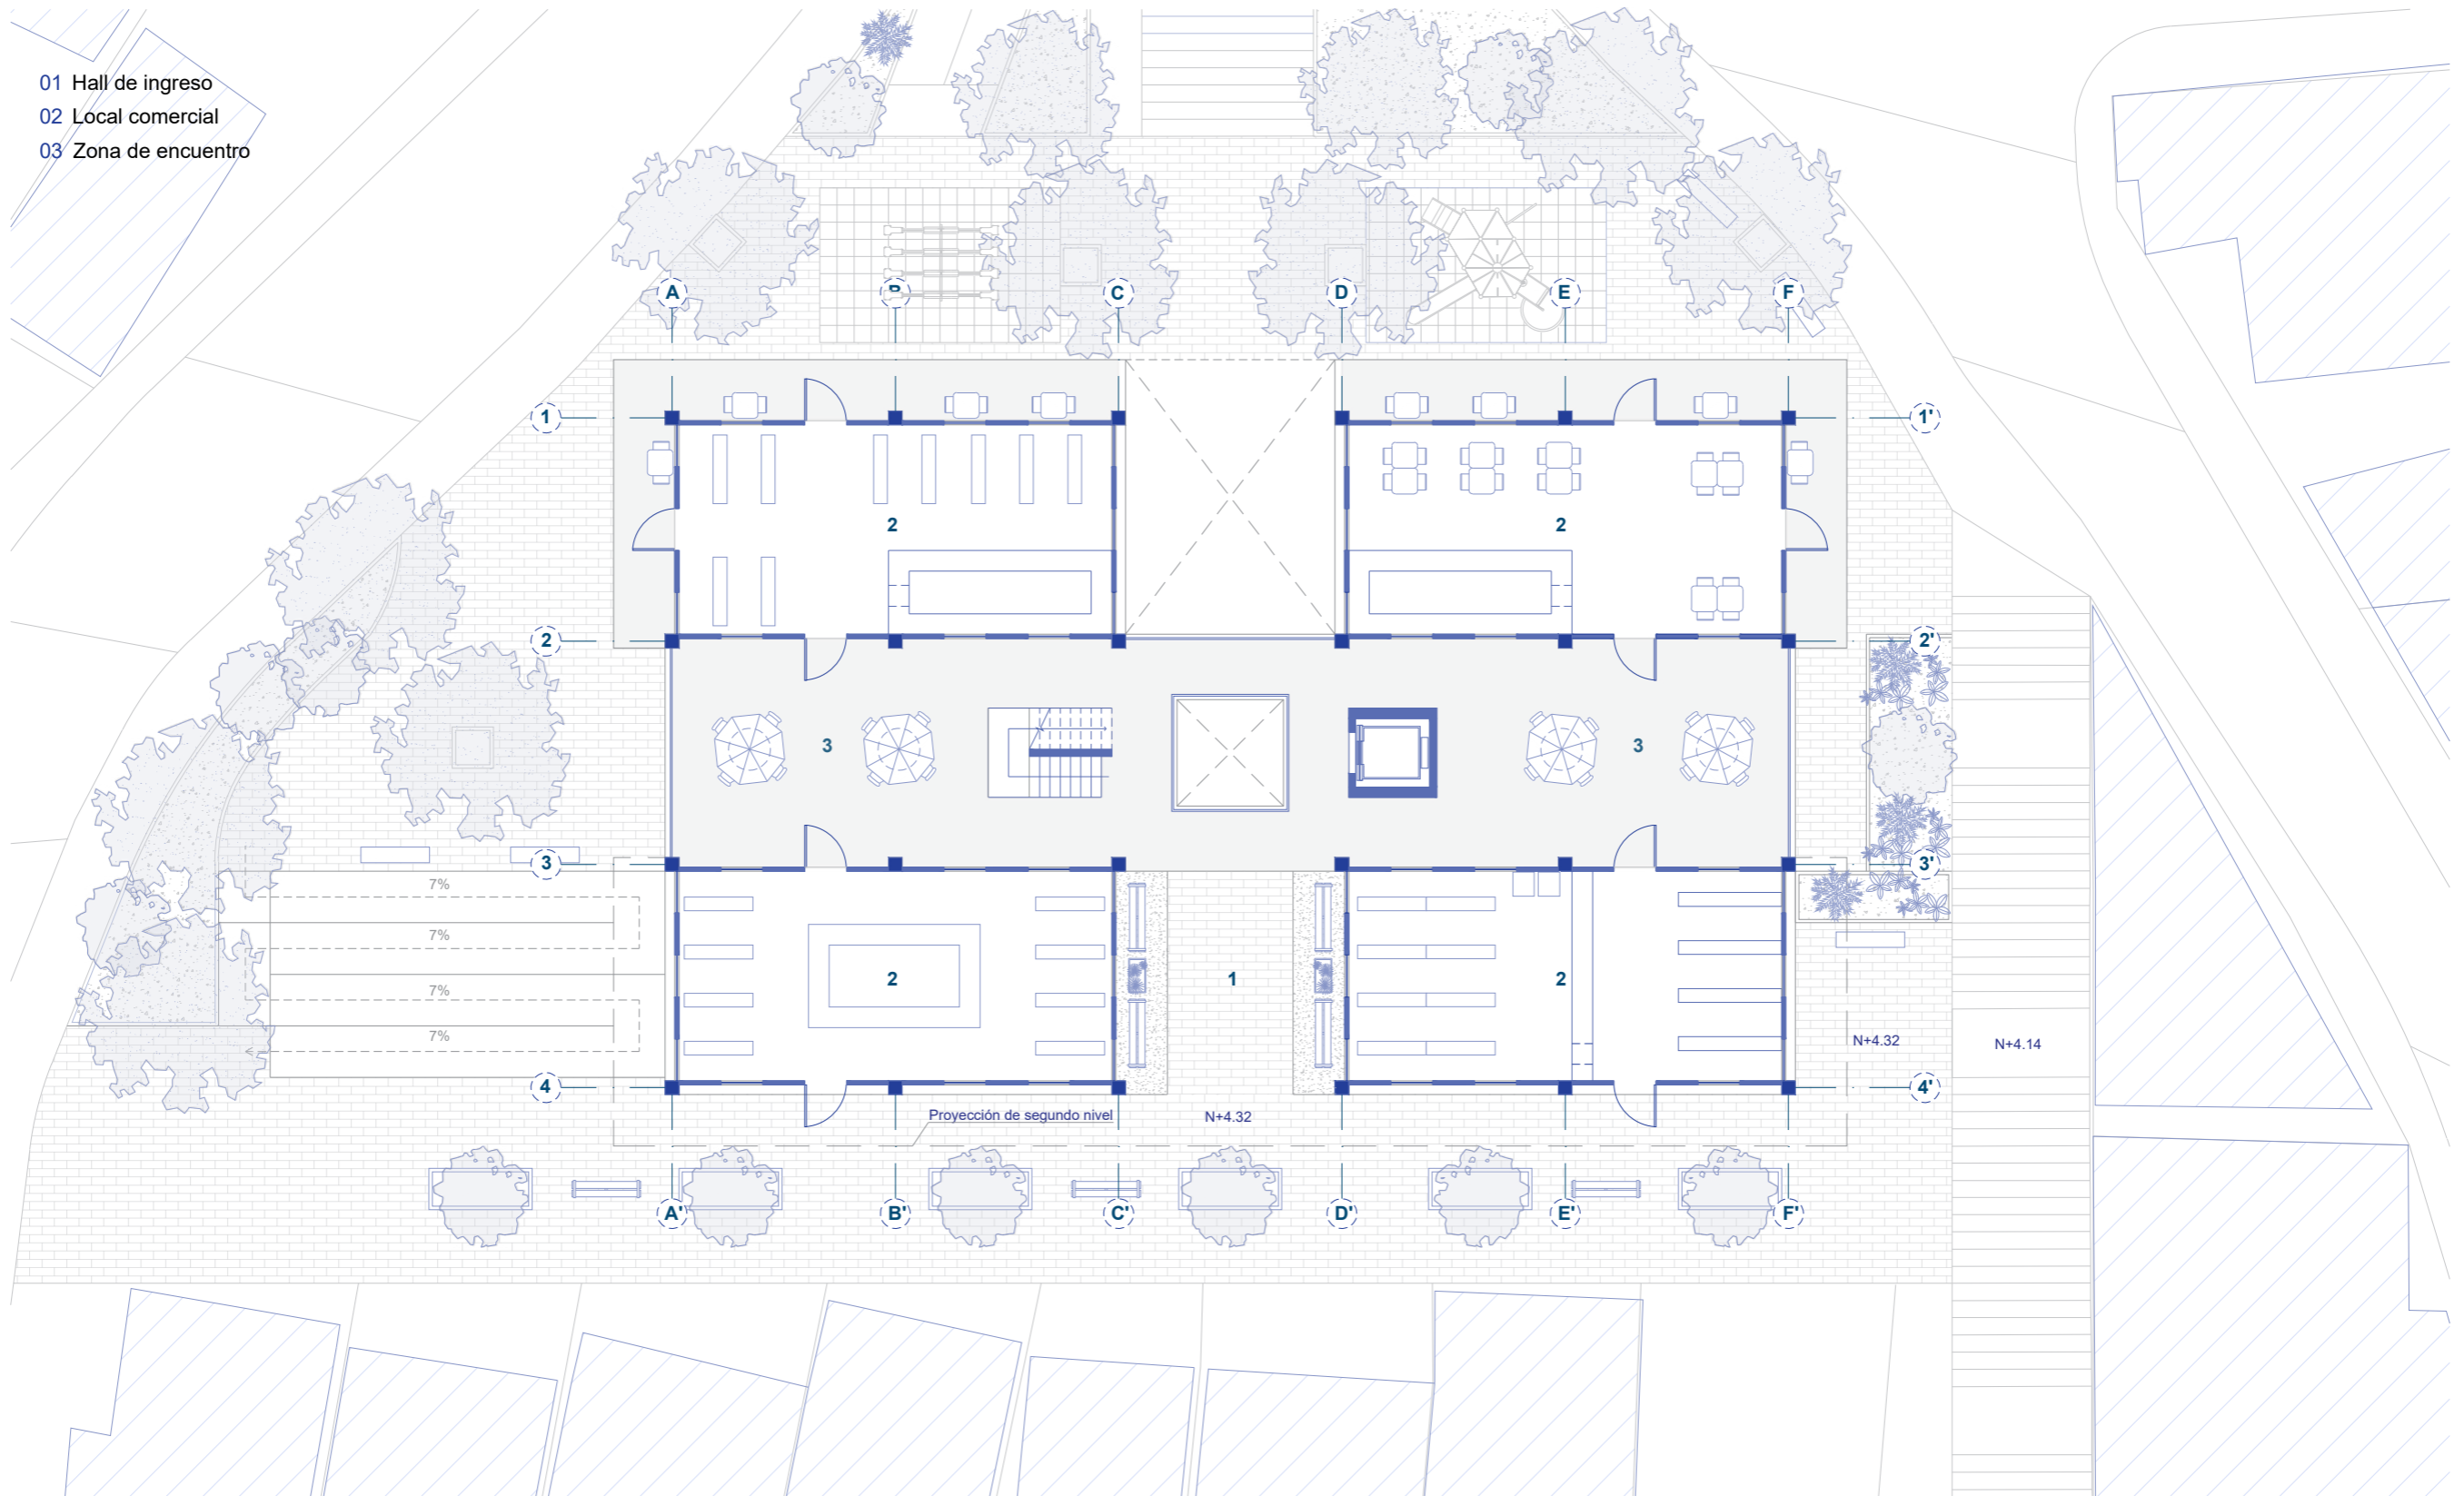 01 Hall de ingreso
02 Local comercial
03 Zona de encuentro
A B C D E F
1 1'
2 2
2 2'
3 3
3 3'
7%
7%
2 1 2
7%
7%
N+4.32 N+4.14
4 4'
Proyección de segundo nivel N+4.32
A' B' C' D' E' F'